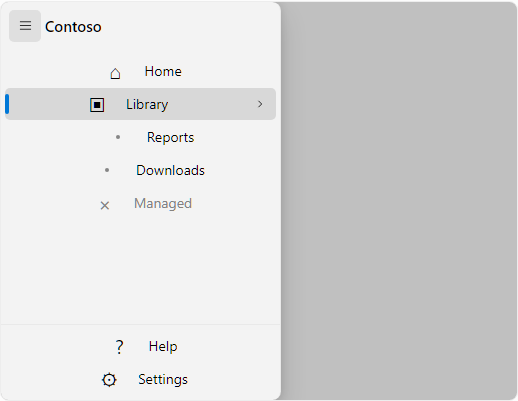 Contoso
Home
Library
Reports
Downloads
Managed
Help
Settings